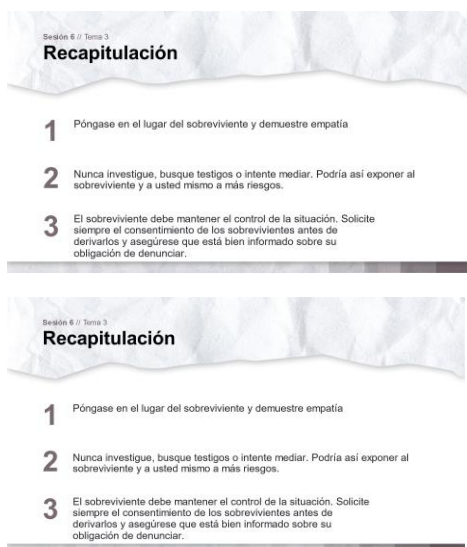 Sesión 6 // Tema 3
Recapitulación
1 Póngase en el lugar del sobreviviente y demuestre empatía
2 Nunca investigue, busque testigos o intente mediar. Podría así exponer al
sobreviviente y a usted mismo a más riesgos.
3 El sobreviviente debe mantener el control de la situación. Solicite
siempre el consentimiento de los sobrevivientes antes de
derivarlos y asegúrese que está bien informado sobre su
obligación de denunciar.
Sesión 6 // Tema 3
Recapitulación
1 Póngase en el lugar del sobreviviente y demuestre empatía
2 Nunca investigue, busque testigos o intente mediar. Podría así exponer al
sobreviviente y a usted mismo a más riesgos.
3 El sobreviviente debe mantener el control de la situación. Solicite
siempre el consentimiento de los sobrevivientes antes de
derivarlos y asegúrese que está bien informado sobre su
obligación de denunciar.